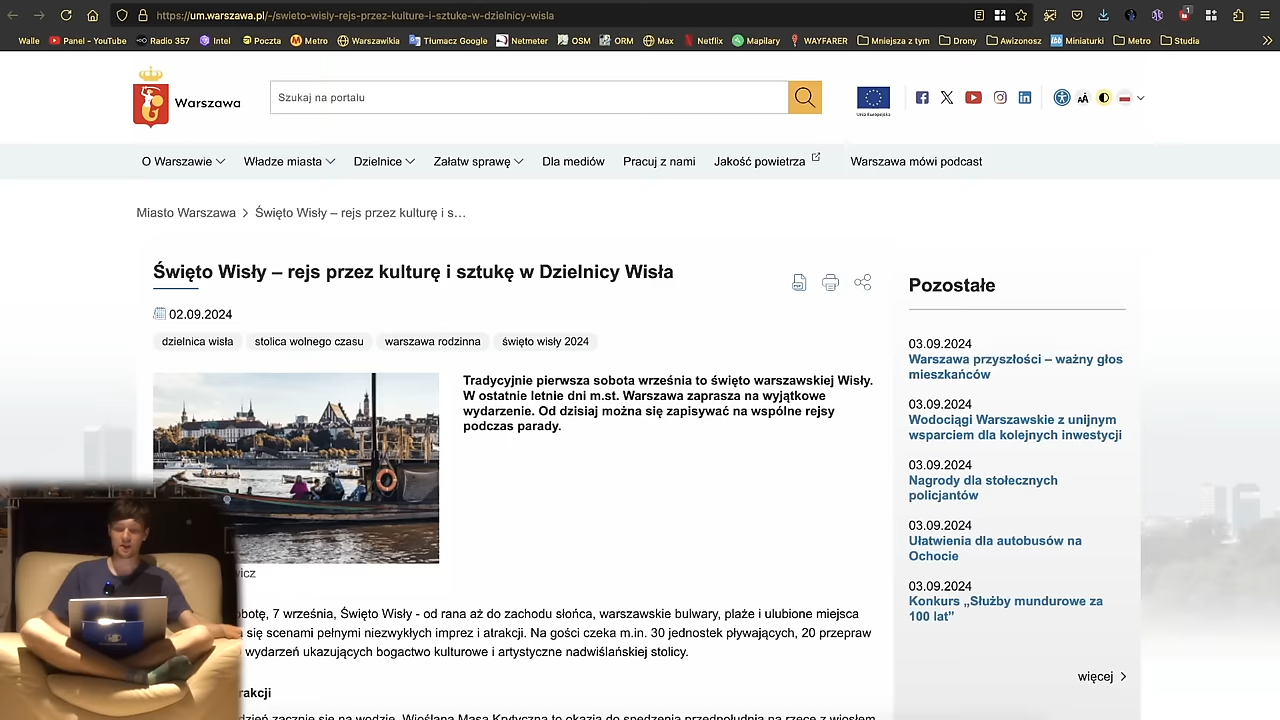 https://um.warszawa.pl/-/swieto-wisly-rejs-przez-kulture-i-sztuke-w-dzielnicy-wisla
Walle Panel - YouTube Radio 357 Intel Poczta Metro Warszawikia Tłumacz Google Netmeter OSM ORM Max Netflix Mapilary WAYFARER Mniejsza z tym Drony Awizonosz Miniaturki Metro Studia
Warszawa
Szukaj na portalu
Unia Europejska
O Warszawie Władze miasta Dzielnice Załatw sprawę Dla mediów Pracuj z nami Jakość powietrza Warszawa mówi podcast
Miasto Warszawa > Święto Wisły – rejs przez kulturę i s…
Święto Wisły – rejs przez kulturę i sztukę w Dzielnicy Wisła
02.09.2024
dzielnica wisła stolica wolnego czasu warszawa rodzinna święto wisły 2024
Tradycyjnie pierwsza sobota września to święto warszawskiej Wisły.
W ostatnie letnie dni m.st. Warszawa zaprasza na wyjątkowe
wydarzenie. Od dzisiaj można się zapisywać na wspólne rejsy
podczas parady.
wicz
botę, 7 września, Święto Wisły - od rana aż do zachodu słońca, warszawskie bulwary, plaże i ulubione miejsca
się scenami pełnymi niezwykłych imprez i atrakcji. Na gości czeka m.in. 30 jednostek pływających, 20 przepraw
wydarzeń ukazujących bogactwo kulturowe i artystyczne nadwiślańskiej stolicy.
rakcji
dzień zacznie się na wodzie. Wioślana Masa Krytyczna to okazja do spędzenia przedpołudnia na rzece z wiosłem
Pozostałe
03.09.2024
Warszawa przyszłości – ważny głos
mieszkańców
03.09.2024
Wodociągi Warszawskie z unijnym
wsparciem dla kolejnych inwestycji
03.09.2024
Nagrody dla stołecznych
policjantów
03.09.2024
Ułatwienia dla autobusów na
Ochocie
03.09.2024
Konkurs „Służby mundurowe za
100 lat”
więcej